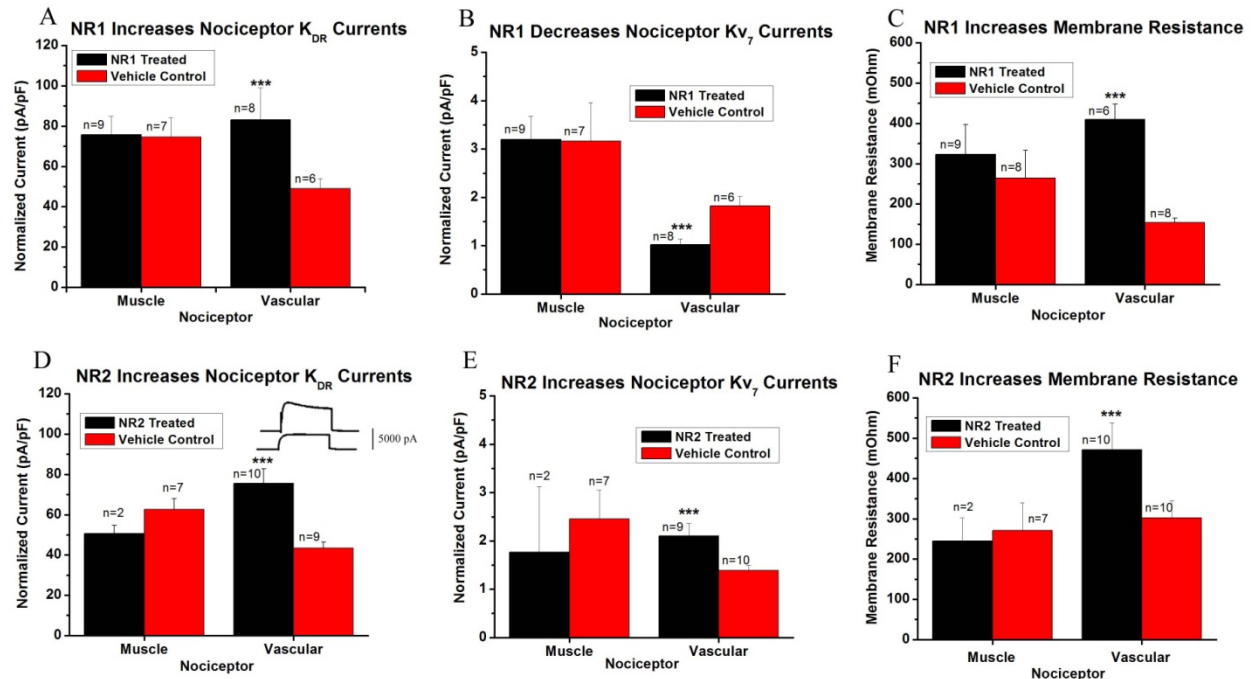 A
NR1 Increases Nociceptor KDR Currents
120
100
80
60
40
20
0
Normalized Current (pA/pF)
NR1 Treated
Vehicle Control
***
n=9
n=7
n=8
n=6
Muscle
Vascular
Nociceptor
B
NR1 Decreases Nociceptor Kv7 Currents
5
4
3
2
1
0
Normalized Current (pA/pF)
NR1 Treated
Vehicle Control
n=9
n=7
***
n=8
n=6
Muscle
Vascular
Nociceptor
C
NR1 Increases Membrane Resistance
600
500
400
300
200
100
0
Membrane Resistance (mOhm)
NR1 Treated
Vehicle Control
***
n=9
n=8
n=6
n=8
Muscle
Vascular
Nociceptor
D
NR2 Increases Nociceptor KDR Currents
120
100
80
60
40
20
0
Normalized Current (pA/pF)
NR2 Treated
Vehicle Control
5000 pA
***
n=2
n=7
n=10
n=9
Muscle
Vascular
Nociceptor
E
NR2 Increases Nociceptor Kv7 Currents
5
4
3
2
1
0
Normalized Current (pA/pF)
NR2 Treated
Vehicle Control
n=2
n=7
***
n=9
n=10
Muscle
Vascular
Nociceptor
F
NR2 Increases Membrane Resistance
600
500
400
300
200
100
0
Membrane Resistance (mOhm)
NR2 Treated
Vehicle Control
***
n=2
n=7
n=10
n=10
Muscle
Vascular
Nociceptor